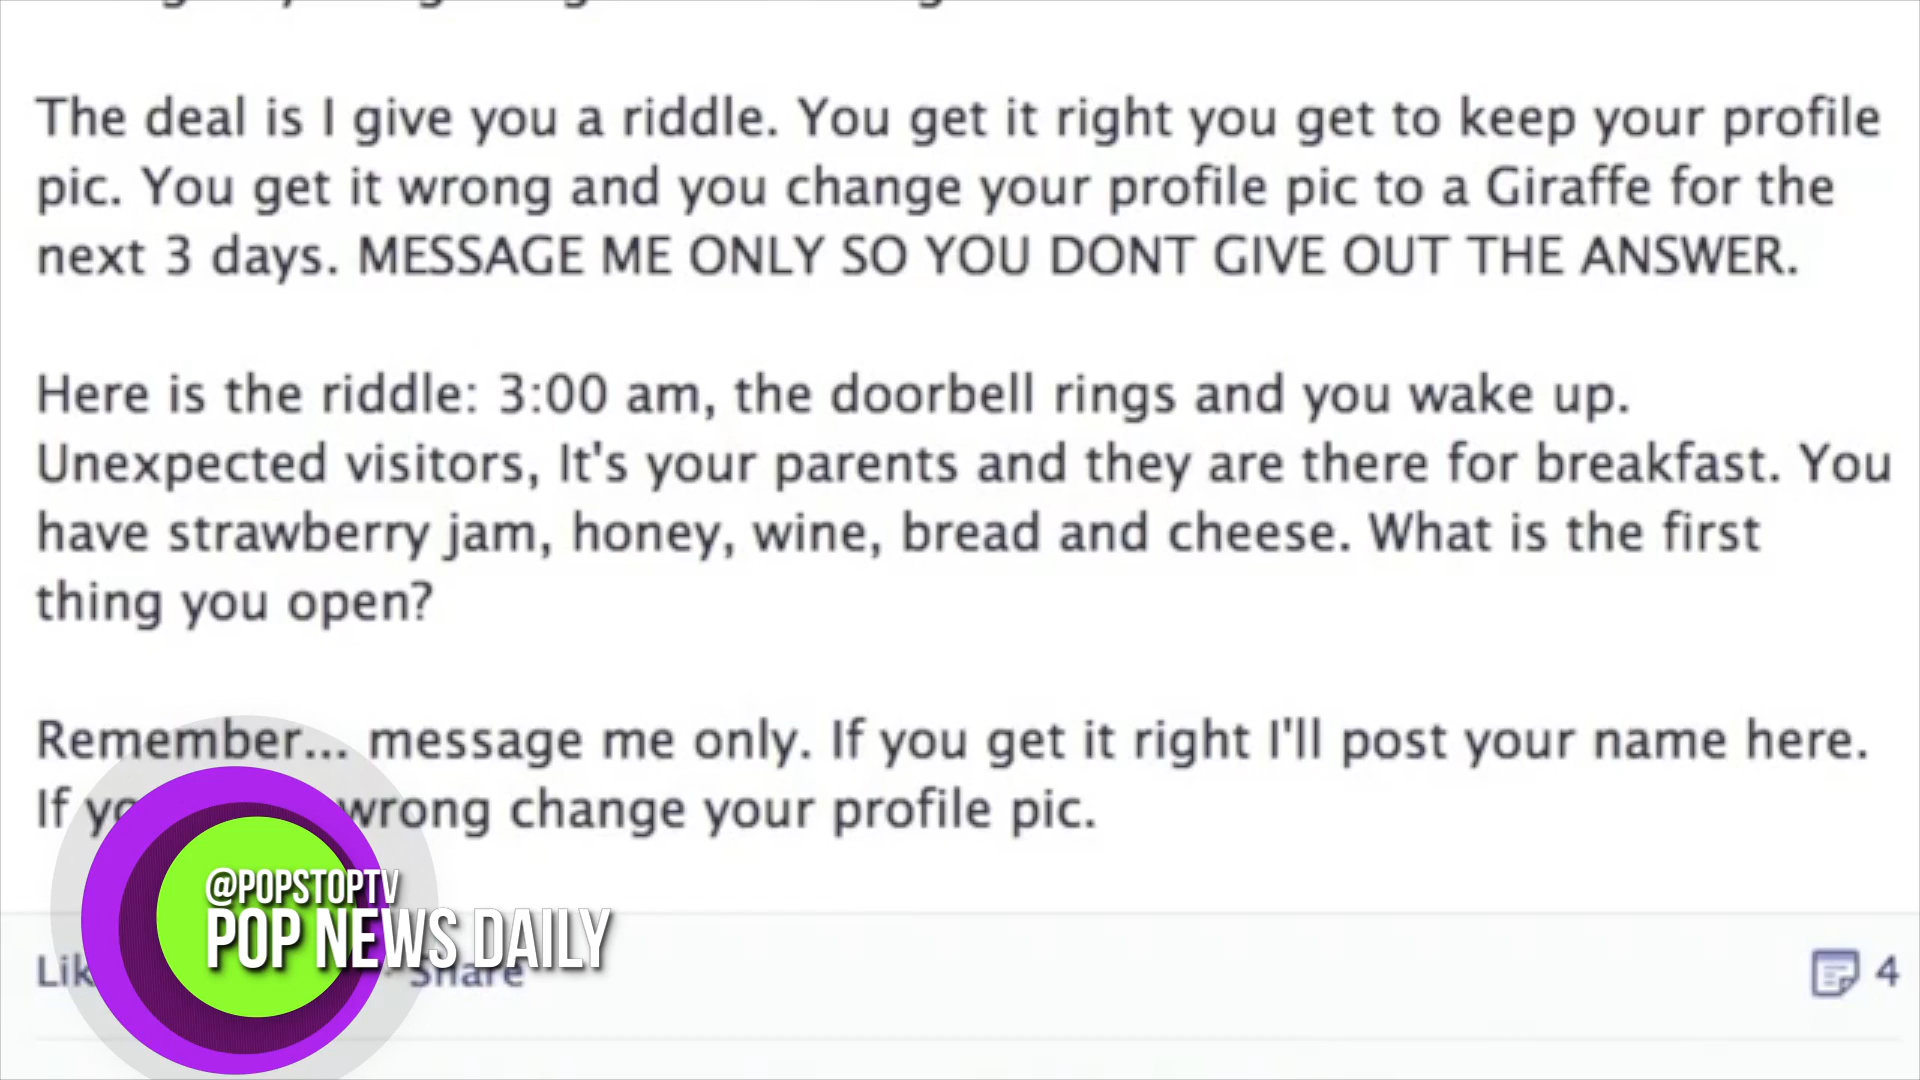 The deal is I give you a riddle. You get it right you get to keep your profile
pic. You get it wrong and you change your profile pic to a Giraffe for the
next 3 days. MESSAGE ME ONLY SO YOU DONT GIVE OUT THE ANSWER.
Here is the riddle: 3:00 am, the doorbell rings and you wake up.
Unexpected visitors, It's your parents and they are there for breakfast. You
have strawberry jam, honey, wine, bread and cheese. What is the first
thing you open?
Remember... message me only. If you get it right I'll post your name here.
If wrong change your profile pic.
@POPSTOPTV
POP NEWS DAILY
Share
4